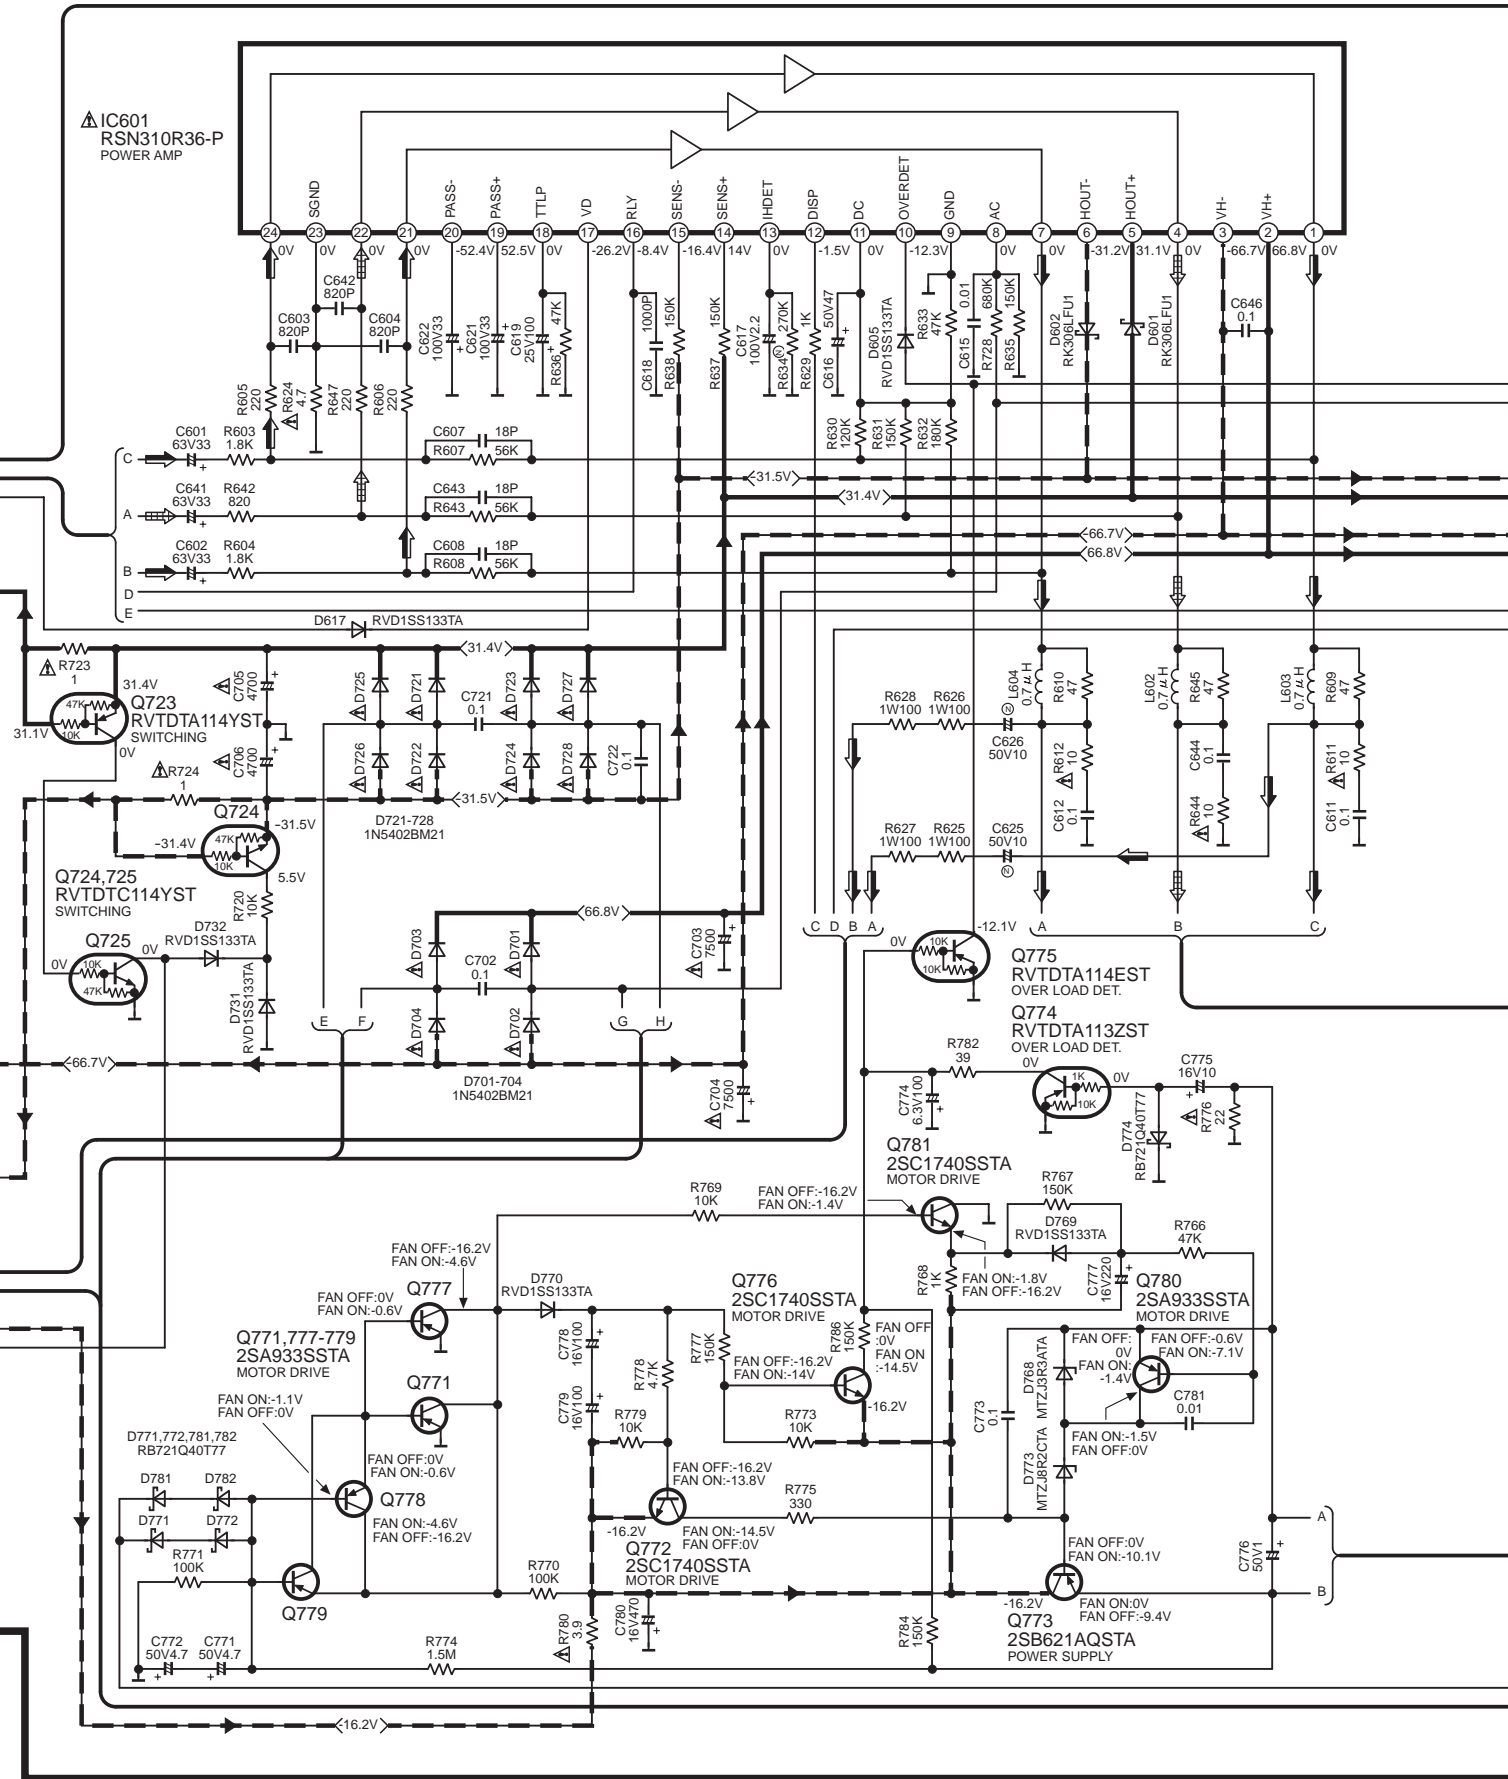 IC601
RSN310R36-P
POWER AMP
SGND
PASS-
PASS+
TTLP
VD
RLY
SENS-
SENS+
IHDET
DISP
DC
OVERDET
GND
AC
HOUT-
HOUT+
VH-
VH+
24 23 22 21 20 19 18 17 16 15 14 13 12 11 10 9 8 7 6 5 4 3 2 1
0V 0V 0V -52.4V 52.5V 0V -26.2V -8.4V -16.4V 14V 0V -1.5V 0V -12.3V 0V -31.2V 31.1V 0V -66.7V 66.8V 0V
C642
820P
C603
820P
C604
820P
C622
100V33
C621
100V33
C619
25V100
R636
47K
C618
1000P
R638
150K
R637
150K
C617
100V2.2
N
R634
270K
R629
1K
C616
50V47
D605
RVD1SS133TA
R633
47K
C615
0.01
R728
680K
R635
150K
D602
RK306LFU1
D601
RK306LFU1
C646
0.1
R605
220
R624
4.7
R647
220
R606
220
R630
120K
R631
150K
R632
180K
C
C601
63V33
R603
1.8K
C607 18P
R607 56K
A
C641
63V33
R642
820
C643 18P
R643 56K
B
C602
63V33
R604
1.8K
C608 18P
R608 56K
D
E
-31.5V
31.4V
-66.7V
66.8V
D617 RVD1SS133TA
31.4V
R723
1
31.4V
Q723
RVTDTA114YST
SWITCHING
47K
10K
31.1V
0V
C705
4700
C706
4700
D725
D721
D723
D727
C721
0.1
D726
D722
D724
D728
C722
0.1
R724
1
-31.5V
D721-728
1N5402BM21
Q724
-31.5V
47K
10K
-31.4V
5.5V
Q724,725
RVTDTC114YST
SWITCHING
R720
10K
D732
RVD1SS133TA
Q725
0V
0V
10K
47K
D731
RVD1SS133TA
66.8V
D703
D701
C702
0.1
D704
D702
C703
7500
E F
G H
-66.7V
D701-704
1N5402BM21
C704
7500
R628
1W100
R626
1W100
N
C626
50V10
R627
1W100
R625
1W100
C625
50V10
N
L604
0.7µH
R610
47
L602
0.7µH
R645
47
L603
0.7µH
R609
47
R612
10
C612
0.1
C644
0.1
R644
10
R611
10
C611
0.1
C D B A
A B C
-12.1V
0V
10K
10K
Q775
RVTDTA114EST
OVER LOAD DET.
Q774
RVTDTA113ZST
OVER LOAD DET.
R782
39
0V
1K
10K
0V
C775
16V10
C774
6.3V100
D774
RB721Q40T77
R776
22
Q781
2SC1740SSTA
MOTOR DRIVE
R769
10K
FAN OFF:-16.2V
FAN ON:-1.4V
R767
150K
D769
RVD1SS133TA
R766
47K
R768
1K
FAN ON:-1.8V
FAN OFF:-16.2V
C777
16V220
Q780
2SA933SSTA
MOTOR DRIVE
FAN OFF:-16.2V
FAN ON:-4.6V
Q777
FAN OFF:0V
FAN ON:-0.6V
D770
RVD1SS133TA
Q776
2SC1740SSTA
MOTOR DRIVE
Q771,777-779
2SA933SSTA
MOTOR DRIVE
C778
16V100
R777
150K
R786
150K
FAN OFF
:0V
FAN ON
:-14.5V
FAN OFF:
0V
FAN ON:
-1.4V
FAN OFF:-0.6V
FAN ON:-7.1V
FAN OFF:-16.2V
FAN ON:-14V
D768
MTZJ3R3ATA
Q771
R778
4.7K
FAN ON:-1.1V
FAN OFF:0V
C779
16V100
R779
10K
R773
10K
-16.2V
C773
0.1
C781
0.01
FAN ON:-1.5V
FAN OFF:0V
D773
MTZJ8R2CTA
D771,772,781,782
RB721Q40T77
FAN OFF:0V
FAN ON:-0.6V
FAN OFF:-16.2V
FAN ON:-13.8V
D781
D782
Q778
R775
330
FAN ON:-4.6V
FAN OFF:-16.2V
-16.2V
FAN ON:-14.5V
FAN OFF:0V
Q772
2SC1740SSTA
MOTOR DRIVE
D771
D772
R771
100K
Q779
R770
100K
FAN OFF:0V
FAN ON:-10.1V
C776
50V1
A
B
-16.2V
FAN ON:0V
FAN OFF:-9.4V
Q773
2SB621AQSTA
POWER SUPPLY
R780
3.9
C780
16V470
R784
150K
C772
50V4.7
C771
50V4.7
R774
1.5M
-16.2V